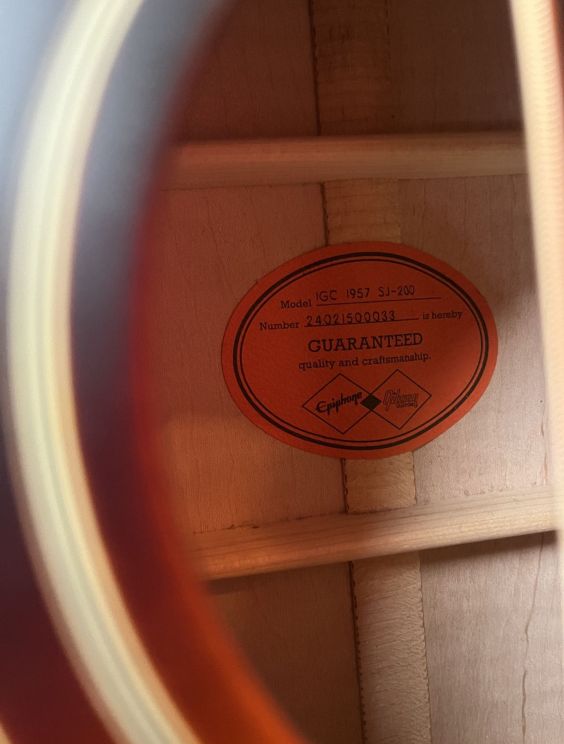 Model IGC 1957 SJ-200
Number 24021500033 is hereby
GUARANTEED
quality and craftsmanship.
Epiphone Gibson